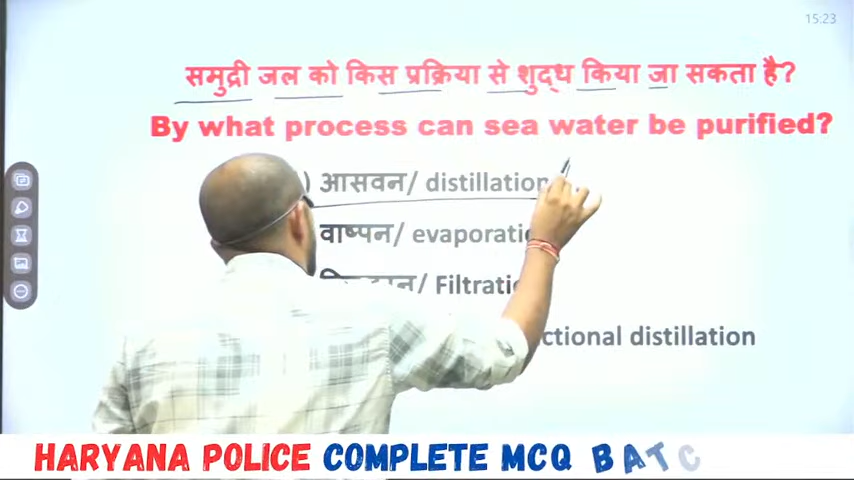 15:23
समुद्री जल को किस प्रक्रिया से शुद्ध किया जा सकता है?
By what process can sea water be purified?
) आसवन/ distillation
वाष्पन/ evaporati
/ Filtrati
ctional distillation
HARYANA POLICE COMPLETE MCQ BATC